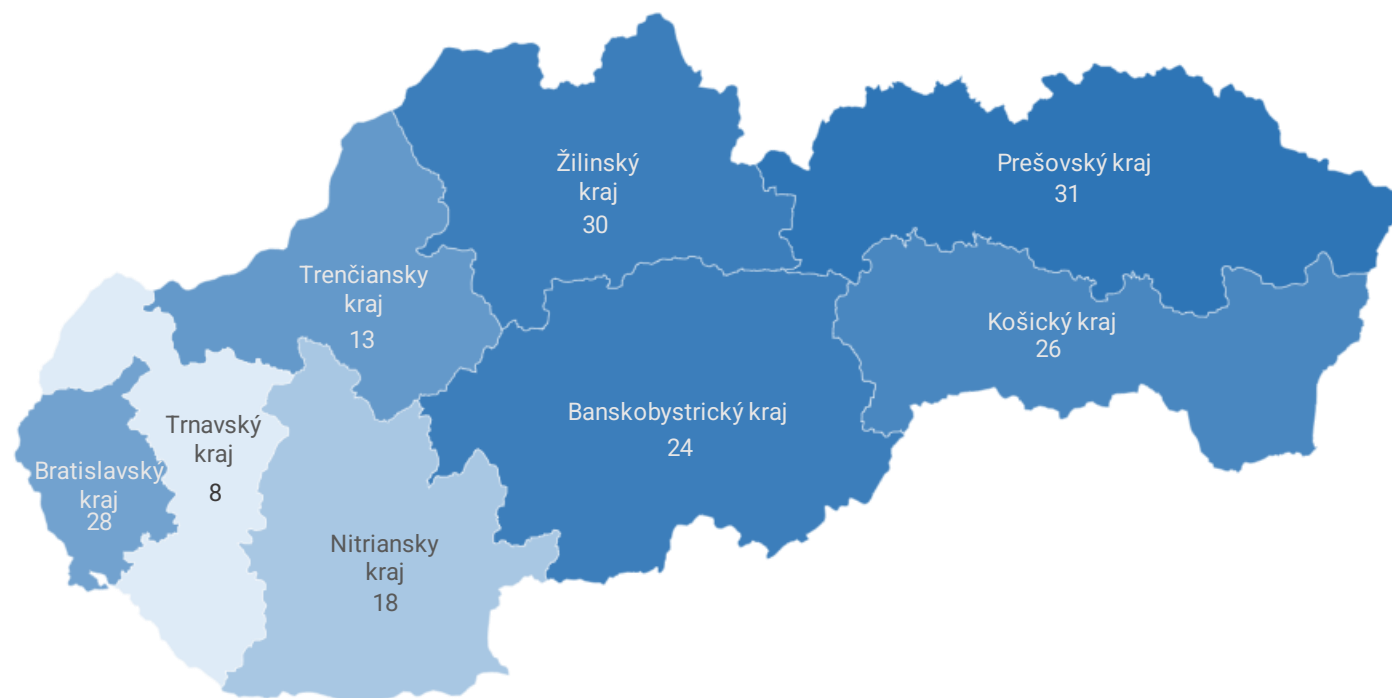 Žilinský
kraj
30
Prešovský kraj
31
Trenčiansky
kraj
13
Košický kraj
26
Banskobystrický kraj
24
Trnavský
kraj
8
Bratislavský
kraj
28
Nitriansky
kraj
18